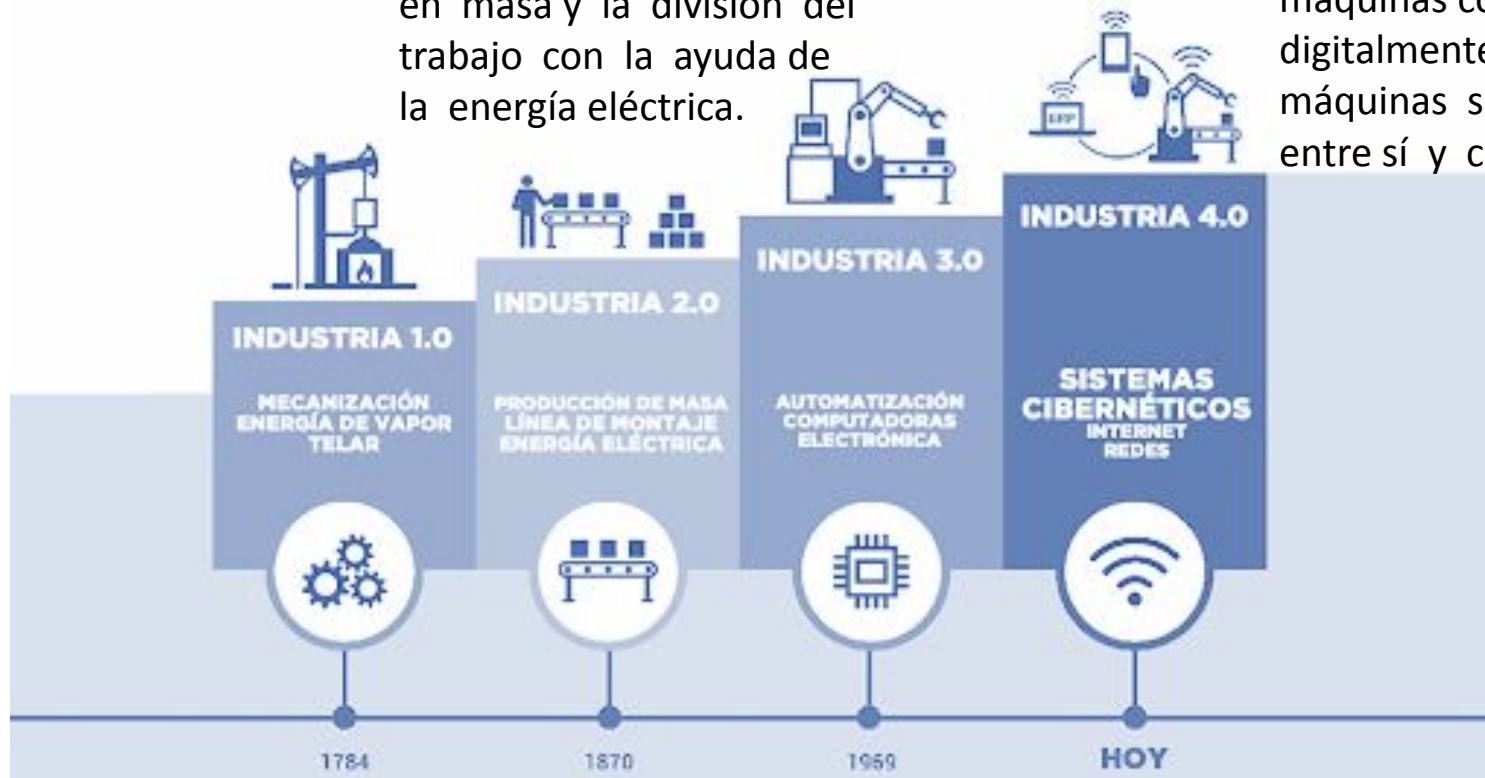 en masa y la división del
trabajo con la ayuda de
la energía eléctrica.
máquinas
digitalmente
máquinas
entre sí y
ERP
INDUSTRIA 1.0
MECANIZACIÓN
ENERGÍA DE VAPOR
TELAR
1784
INDUSTRIA 2.0
PRODUCCIÓN DE MASA
LÍNEA DE MONTAJE
ENERGÍA ELÉCTRICA
1870
INDUSTRIA 3.0
AUTOMATIZACIÓN
COMPUTADORAS
ELECTRÓNICA
1969
INDUSTRIA 4.0
SISTEMAS
CIBERNÉTICOS
INTERNET
REDES
HOY